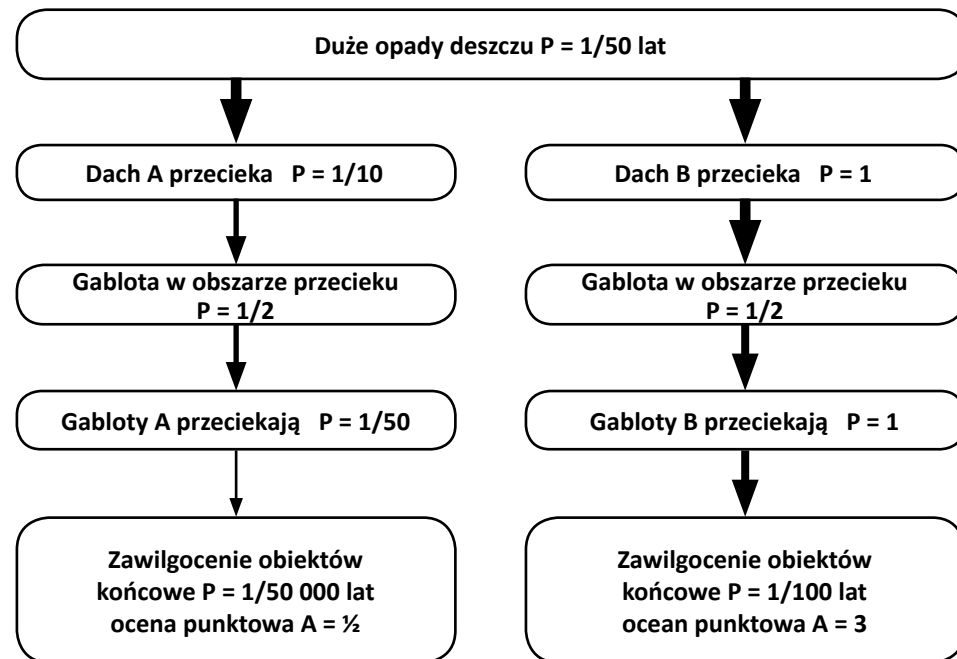 Duże opady deszczu P = 1/50 lat
Dach A przecieka P = 1/10
Dach B przecieka P = 1
Gablota w obszarze przecieku
P = 1/2
Gablota w obszarze przecieku
P = 1/2
Gabloty A przeciekają P = 1/50
Gabloty B przeciekają P = 1
Zawilgocenie obiektów
końcowe P = 1/50 000 lat
ocena punktowa A = ½
Zawilgocenie obiektów
końcowe P = 1/100 lat
ocean punktowa A = 3